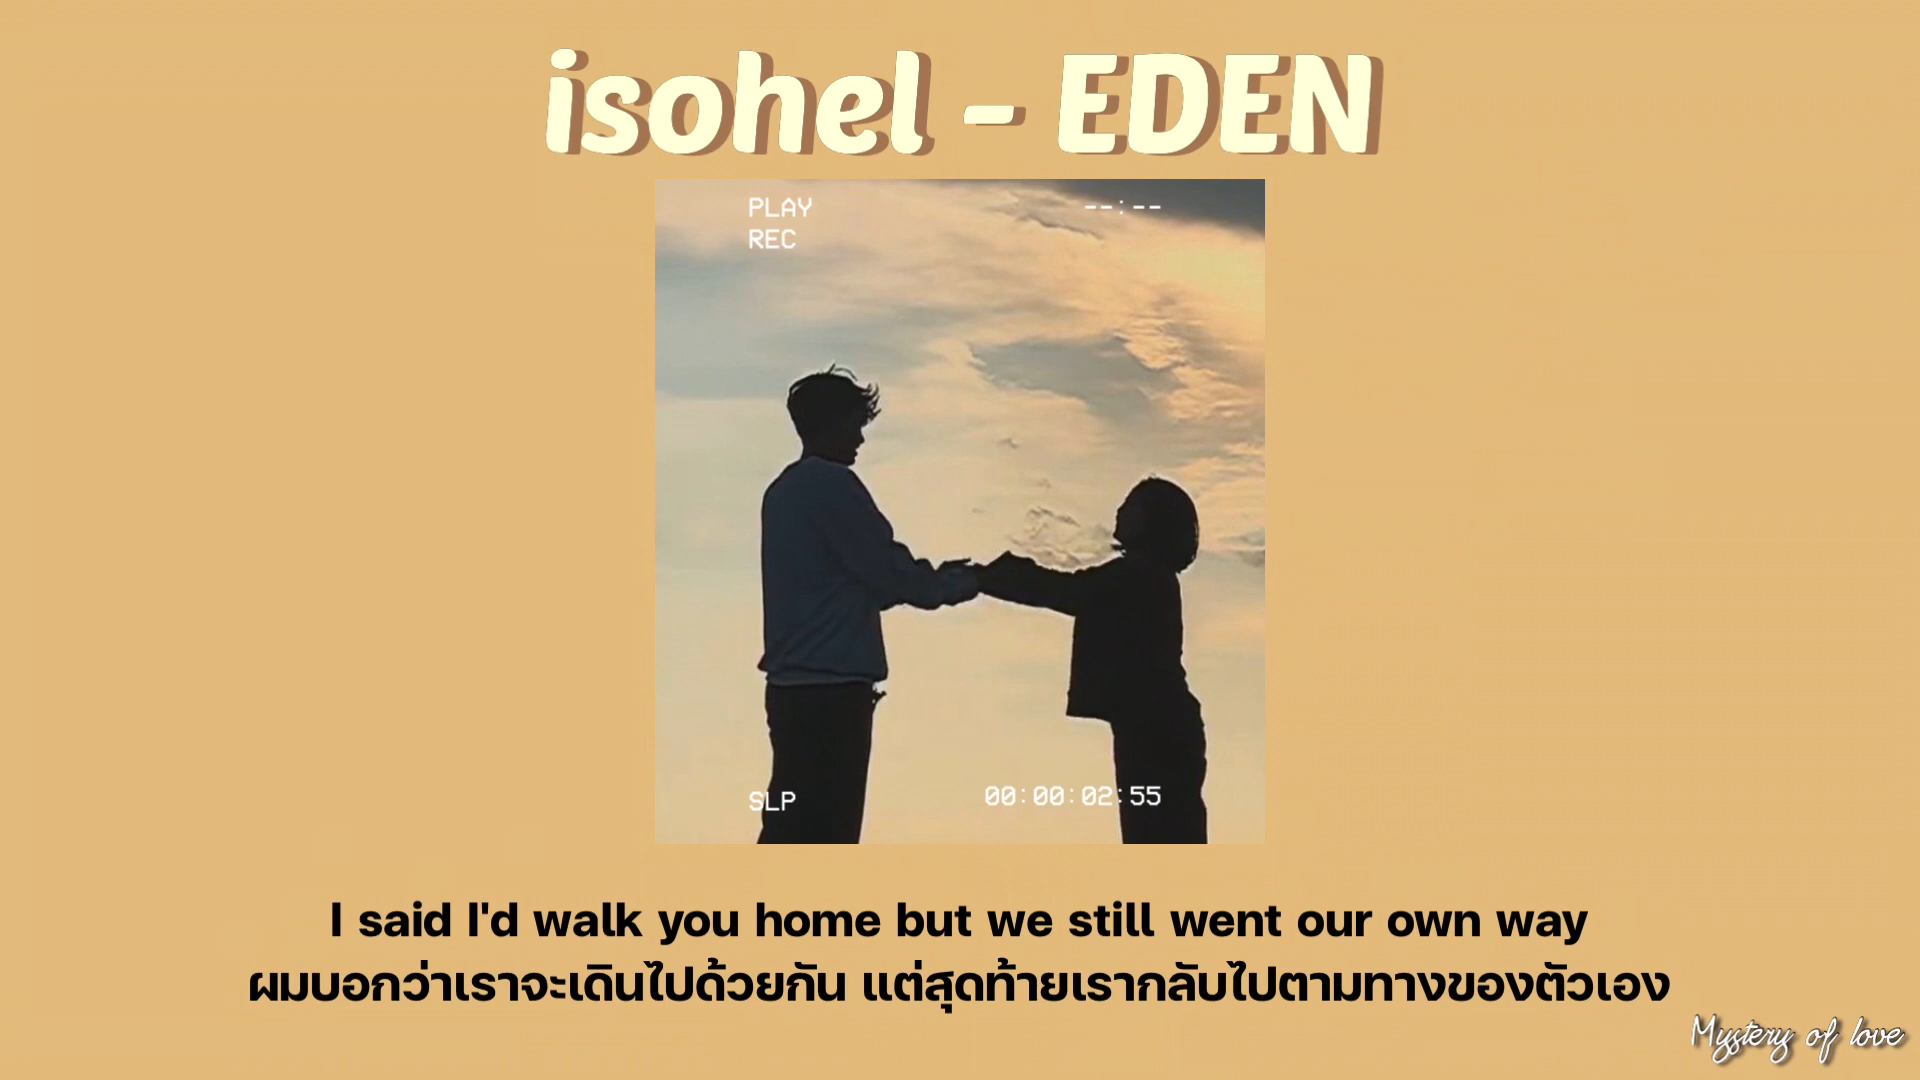 isohel - EDEN
PLAY --:--
REC
SLP 00:00:02:55
I said I'd walk you home but we still went our own way
ผมบอกว่าเราจะเดินไปด้วยกัน แต่สุดท้ายเรากลับไปตามทางของตัวเอง
Mystery of love